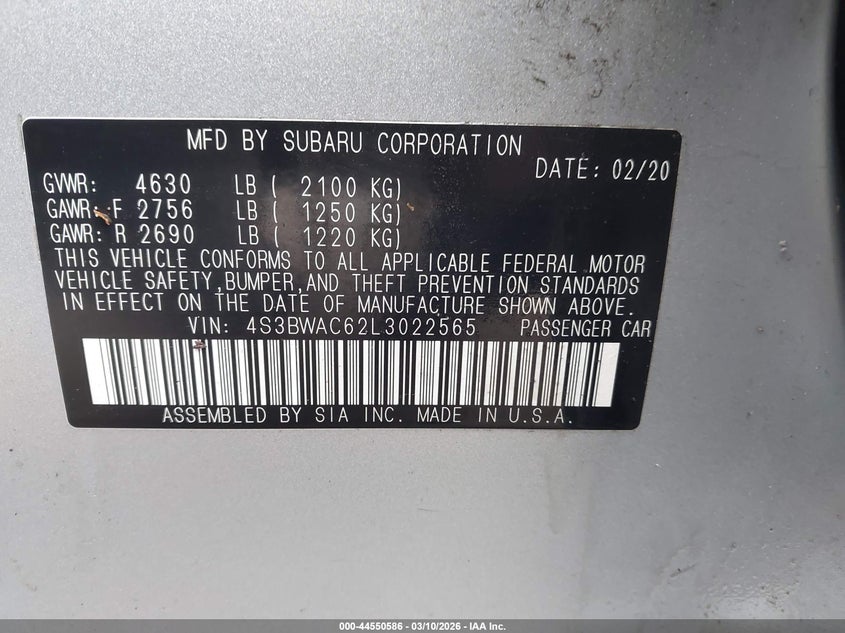 MFD BY SUBARU CORPORATION
DATE: 02/20
GVWR: 4630 LB ( 2100 KG)
GAWR: F 2756 LB ( 1250 KG)
GAWR: R 2690 LB ( 1220 KG)
THIS VEHICLE CONFORMS TO ALL APPLICABLE FEDERAL MOTOR
VEHICLE SAFETY,BUMPER,AND THEFT PREVENTION STANDARDS
IN EFFECT ON THE DATE OF MANUFACTURE SHOWN ABOVE.
VIN: 4S3BWAC62L3022565 PASSENGER CAR
ASSEMBLED BY SIA INC. MADE IN U.S.A.
000-44550586 - 03/10/2026 - IAA Inc.